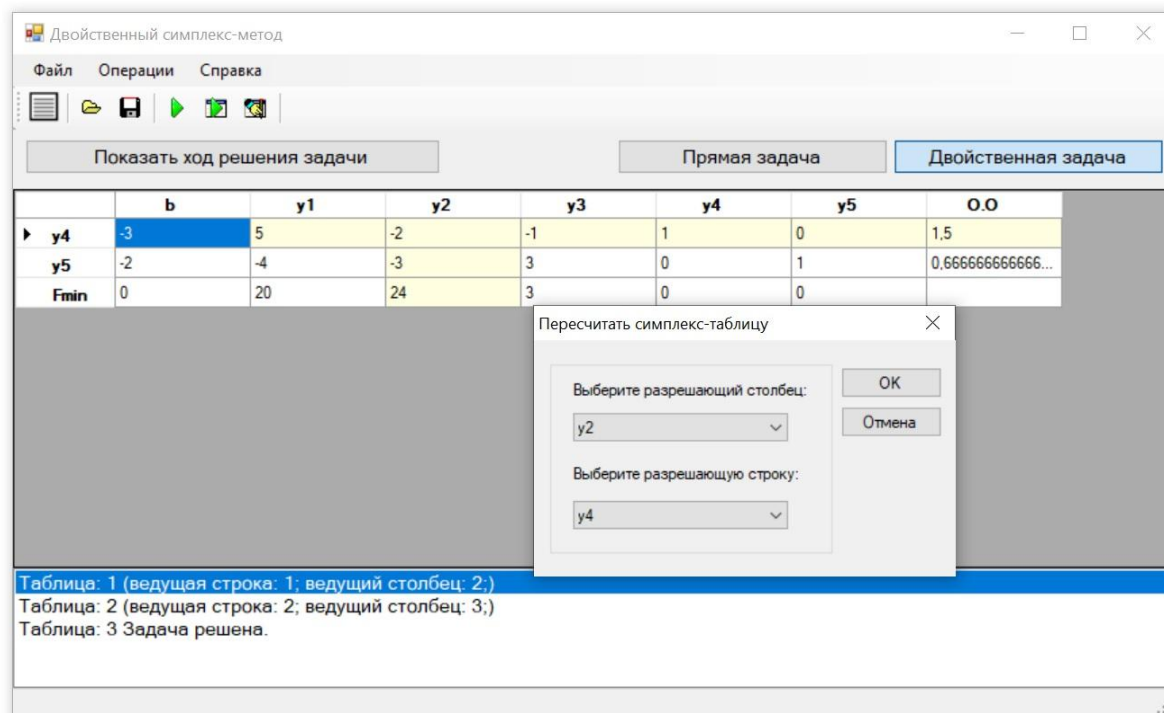 Двойственный симплекс-метод
Файл Операции Справка
Показать ход решения задачи Прямая задача Двойственная задача
b y1 y2 y3 y4 y5 O.O
y4 -3 5 -2 -1 1 0 1,5
y5 -2 -4 -3 3 0 1 0,666666666666...
Fmin 0 20 24 3 0 0
Пересчитать симплекс-таблицу
Выберите разрешающий столбец:
OK
y2
Отмена
Выберите разрешающую строку:
y4
Таблица: 1 (ведущая строка: 1; ведущий столбец: 2;)
Таблица: 2 (ведущая строка: 2; ведущий столбец: 3;)
Таблица: 3 Задача решена.